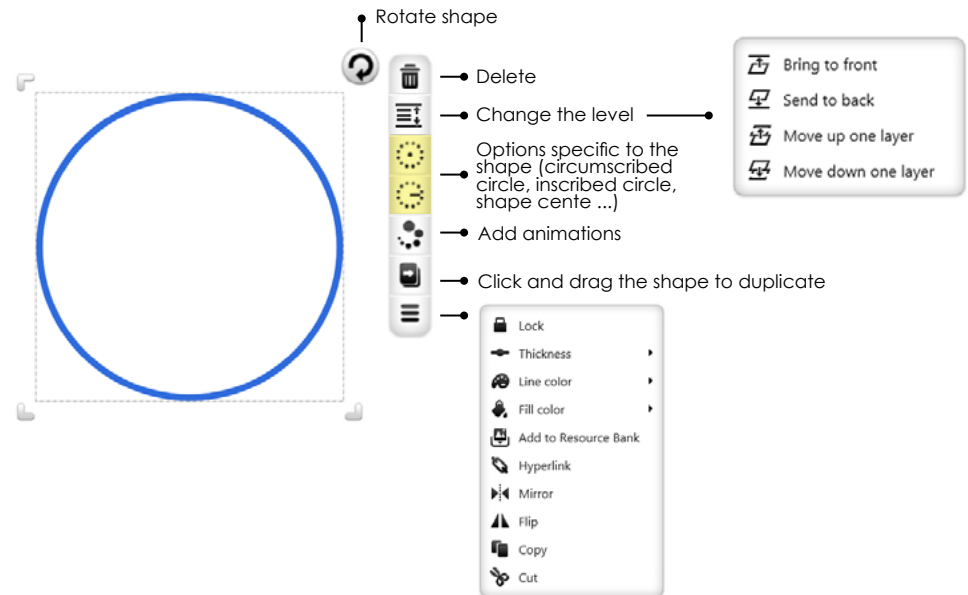 Rotate shape
Delete
Change the level
Bring to front
Send to back
Move up one layer
Move down one layer
Options specific to the
shape (circumscribed
circle, inscribed circle,
shape cente ...)
Add animations
Click and drag the shape to duplicate
Lock
Thickness
Line color
Fill color
Add to Resource Bank
Hyperlink
Mirror
Flip
Copy
Cut